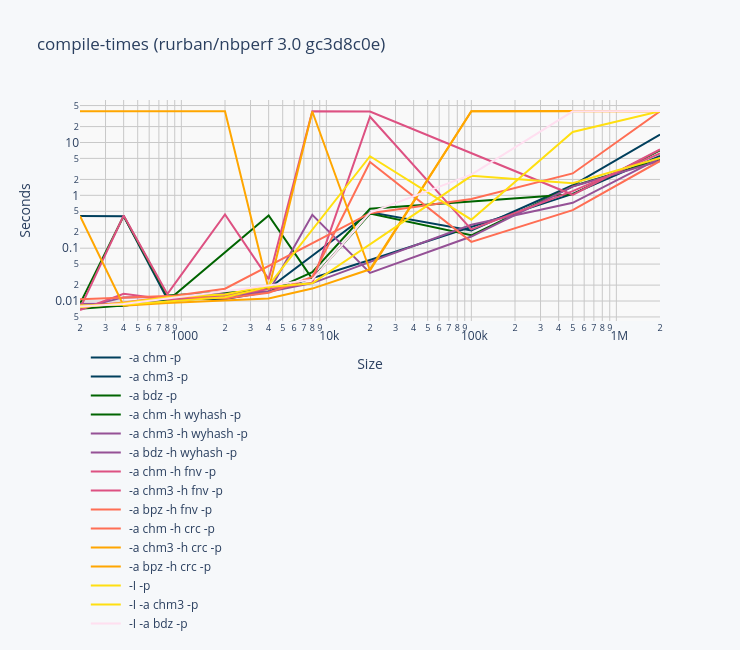 compile-times (rurban/nbperf 3.0 gc3d8c0e)
5
2
10
5
2
1
5
2
0.1
5
2
0.01
5
Seconds
2 3 4 5 6 7 8 9 2 3 4 5 6 7 8 9 2 3 4 5 6 7 8 9 2 3 4 5 6 7 8 9 2
1000 10k 100k 1M
Size
-a chm -p
-a chm3 -p
-a bdz -p
-a chm -h wyhash -p
-a chm3 -h wyhash -p
-a bdz -h wyhash -p
-a chm -h fnv -p
-a chm3 -h fnv -p
-a bpz -h fnv -p
-a chm -h crc -p
-a chm3 -h crc -p
-a bpz -h crc -p
-I -p
-I -a chm3 -p
-I -a bdz -p